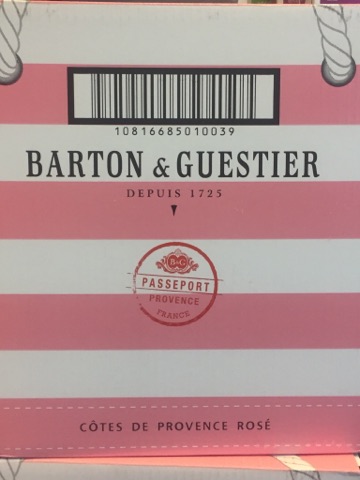 10816685010039
BARTON & GUESTIER
DEPUIS 1725
B&G
PASSEPORT
PROVENCE
FRANCE
CÔTES DE PROVENCE ROSÉ